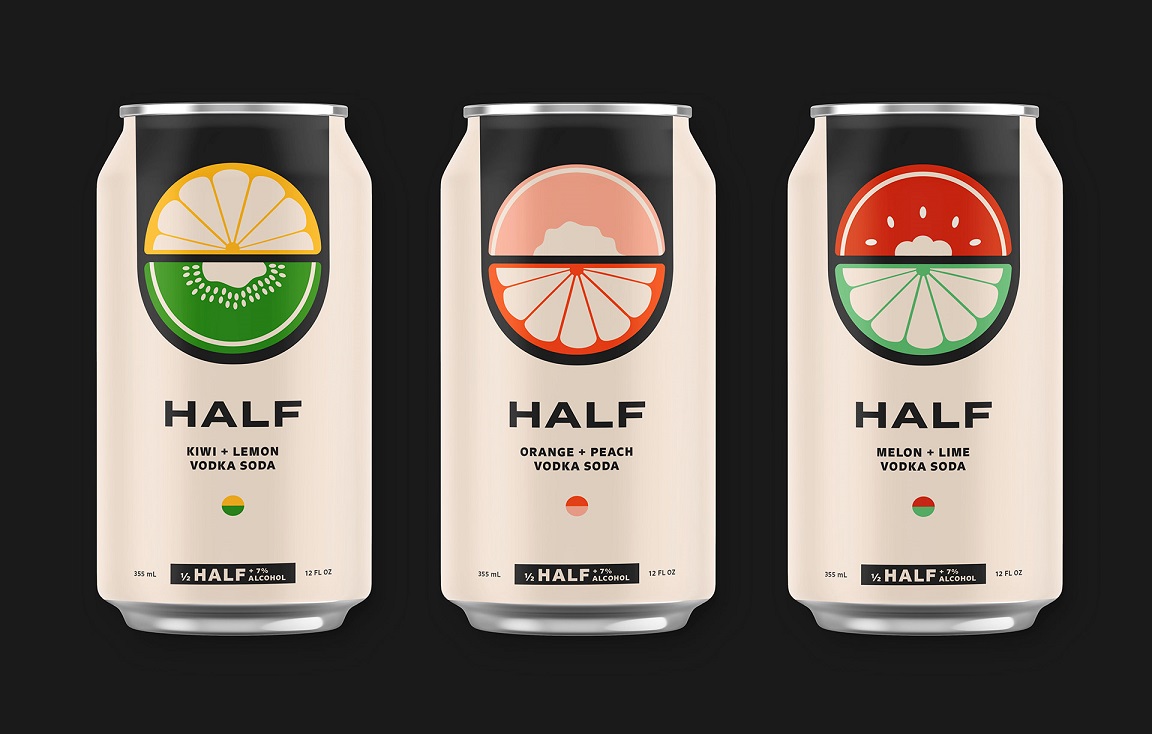 HALF
KIWI + LEMON
VODKA SODA
355 mL
½ HALF + 7% ALCOHOL
12 FL OZ
HALF
ORANGE + PEACH
VODKA SODA
355 mL
½ HALF + 7% ALCOHOL
12 FL OZ
HALF
MELON + LIME
VODKA SODA
355 mL
½ HALF + 7% ALCOHOL
12 FL OZ